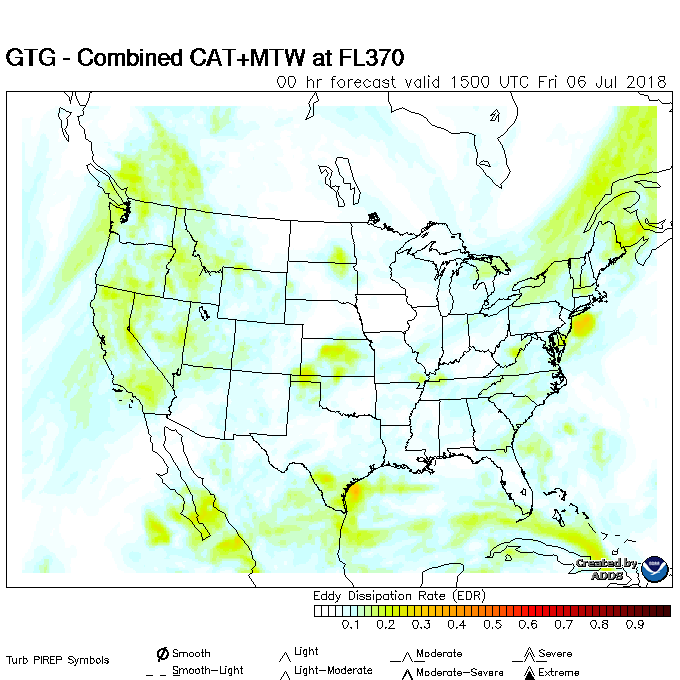 GTG - Combined CAT+MTW at FL370
00 hr forecast valid 1500 UTC Fri 06 Jul 2018
Created by
ADDS
Eddy Dissipation Rate (EDR)
0.1 0.2 0.3 0.4 0.5 0.6 0.7 0.8 0.9
Turb PIREP Symbols
Smooth Light Moderate Severe
Smooth-Light Light-Moderate Moderate-Severe Extreme